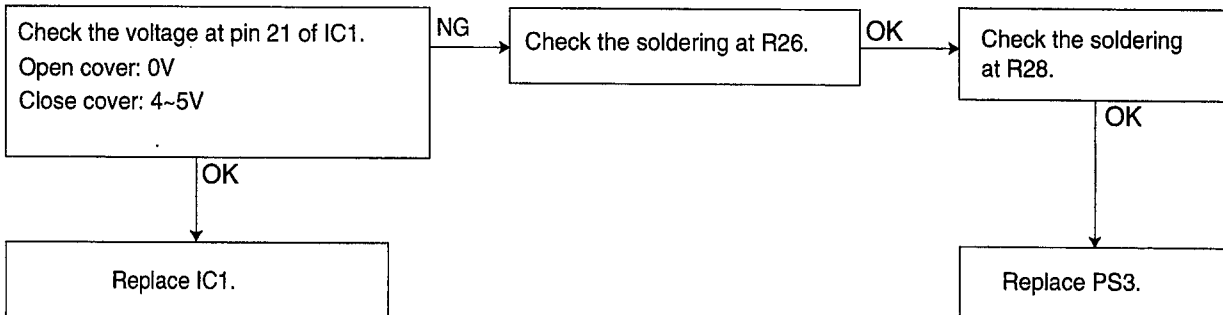 Check the voltage at pin 21 of IC1.
Open cover: 0V
Close cover: 4~5V
NG
Check the soldering at R26.
OK
Check the soldering
at R28.
OK
OK
Replace IC1.
Replace PS3.